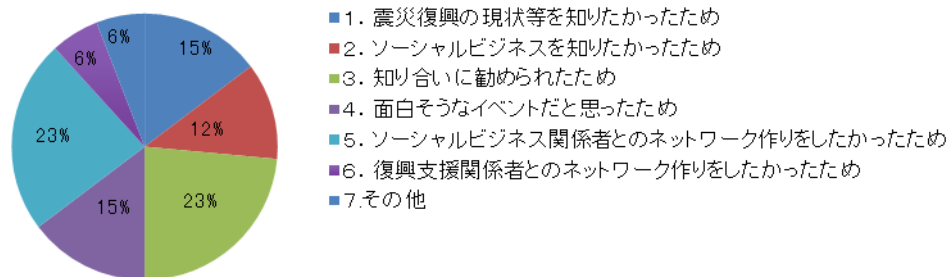 6%
15%
6%
12%
23%
23%
15%
1．震災復興の現状等を知りたかったため
2．ソーシャルビジネスを知りたかったため
3．知り合いに勧められたため
4．面白そうなイベントだと思ったため
5．ソーシャルビジネス関係者とのネットワーク作りをしたかったため
6．復興支援関係者とのネットワーク作りをしたかったため
7.その他